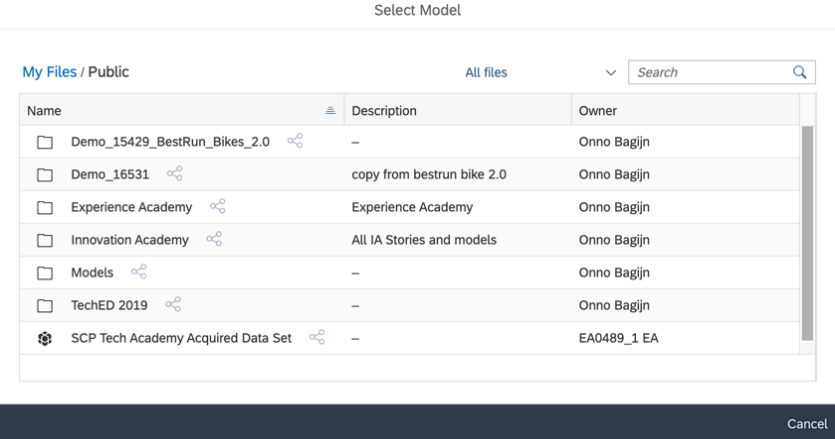 Select Model
My Files / Public All files Search
Name Description Owner
Demo_15429_BestRun_Bikes_2.0 – Onno Bagijn
Demo_16531 copy from bestrun bike 2.0 Onno Bagijn
Experience Academy Experience Academy Onno Bagijn
Innovation Academy All IA Stories and models Onno Bagijn
Models – Onno Bagijn
TechED 2019 – Onno Bagijn
SCP Tech Academy Acquired Data Set – EA0489_1 EA
Cancel